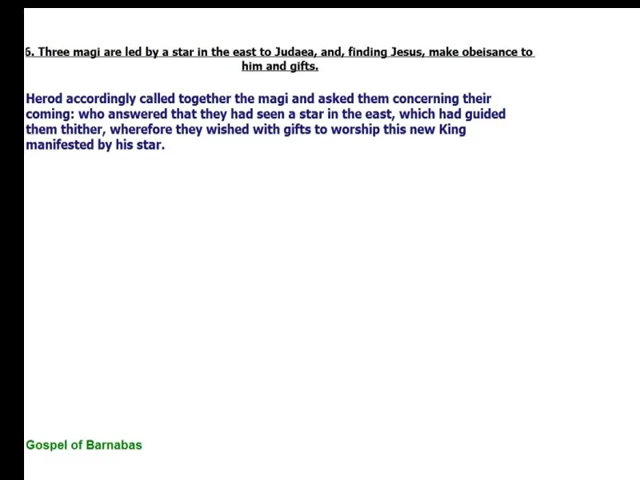 6. Three magi are led by a star in the east to Judaea, and, finding Jesus, make obeisance to
him and gifts.
Herod accordingly called together the magi and asked them concerning their
coming: who answered that they had seen a star in the east, which had guided
them thither, wherefore they wished with gifts to worship this new King
manifested by his star.
Gospel of Barnabas